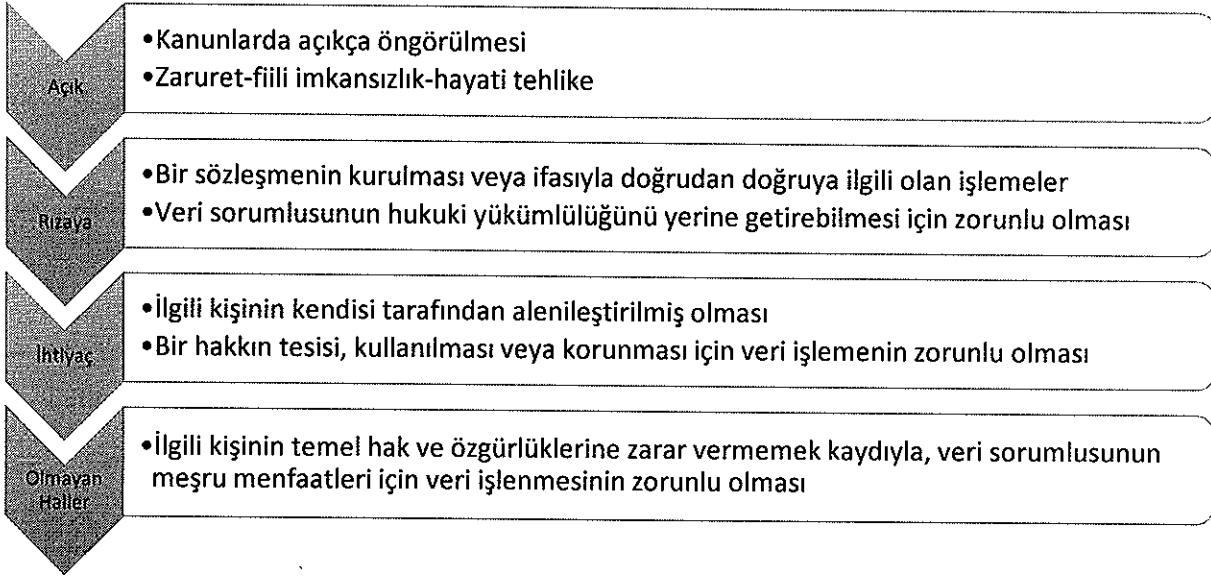 Açık
•Kanunlarda açıkça öngörülmesi
•Zaruret-fiili imkansızlık-hayati tehlike
Rızaya
•Bir sözleşmenin kurulması veya ifasıyla doğrudan doğruya ilgili olan işlemeler
•Veri sorumlusunun hukuki yükümlülüğünü yerine getirebilmesi için zorunlu olması
İhtiyaç
•İlgili kişinin kendisi tarafından alenileştirilmiş olması
•Bir hakkın tesisi, kullanılması veya korunması için veri işlemenin zorunlu olması
Olmayan
Haller
•İlgili kişinin temel hak ve özgürlüklerine zarar vermemek kaydıyla, veri sorumlusunun
meşru menfaatleri için veri işlenmesinin zorunlu olması